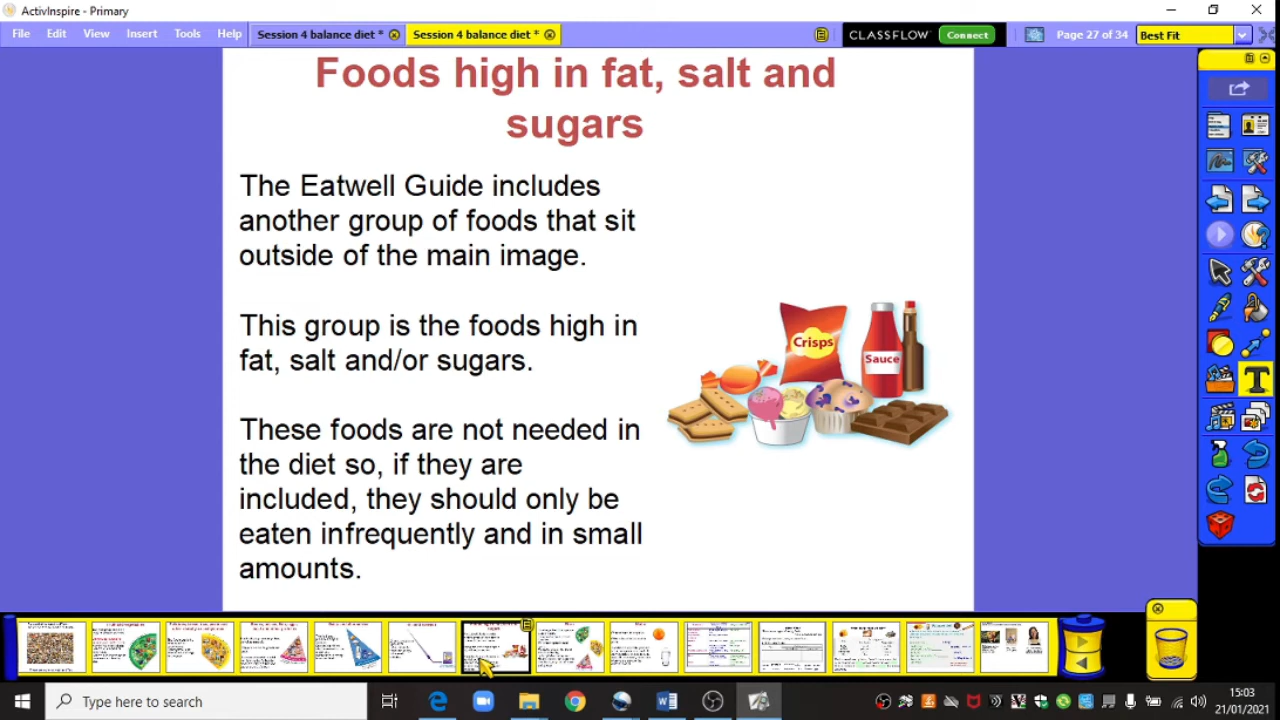 ActivInspire - Primary
File Edit View Insert Tools Help
Session 4 balance diet *
Session 4 balance diet *
CLASSFLOW Connect
Page 27 of 34
Best Fit
Foods high in fat, salt and
sugars
The Eatwell Guide includes
another group of foods that sit
outside of the main image.
This group is the foods high in
fat, salt and/or sugars.
These foods are not needed in
the diet so, if they are
included, they should only be
eaten infrequently and in small
amounts.
Crisps
Sauce
Type here to search
15:03
21/01/2021